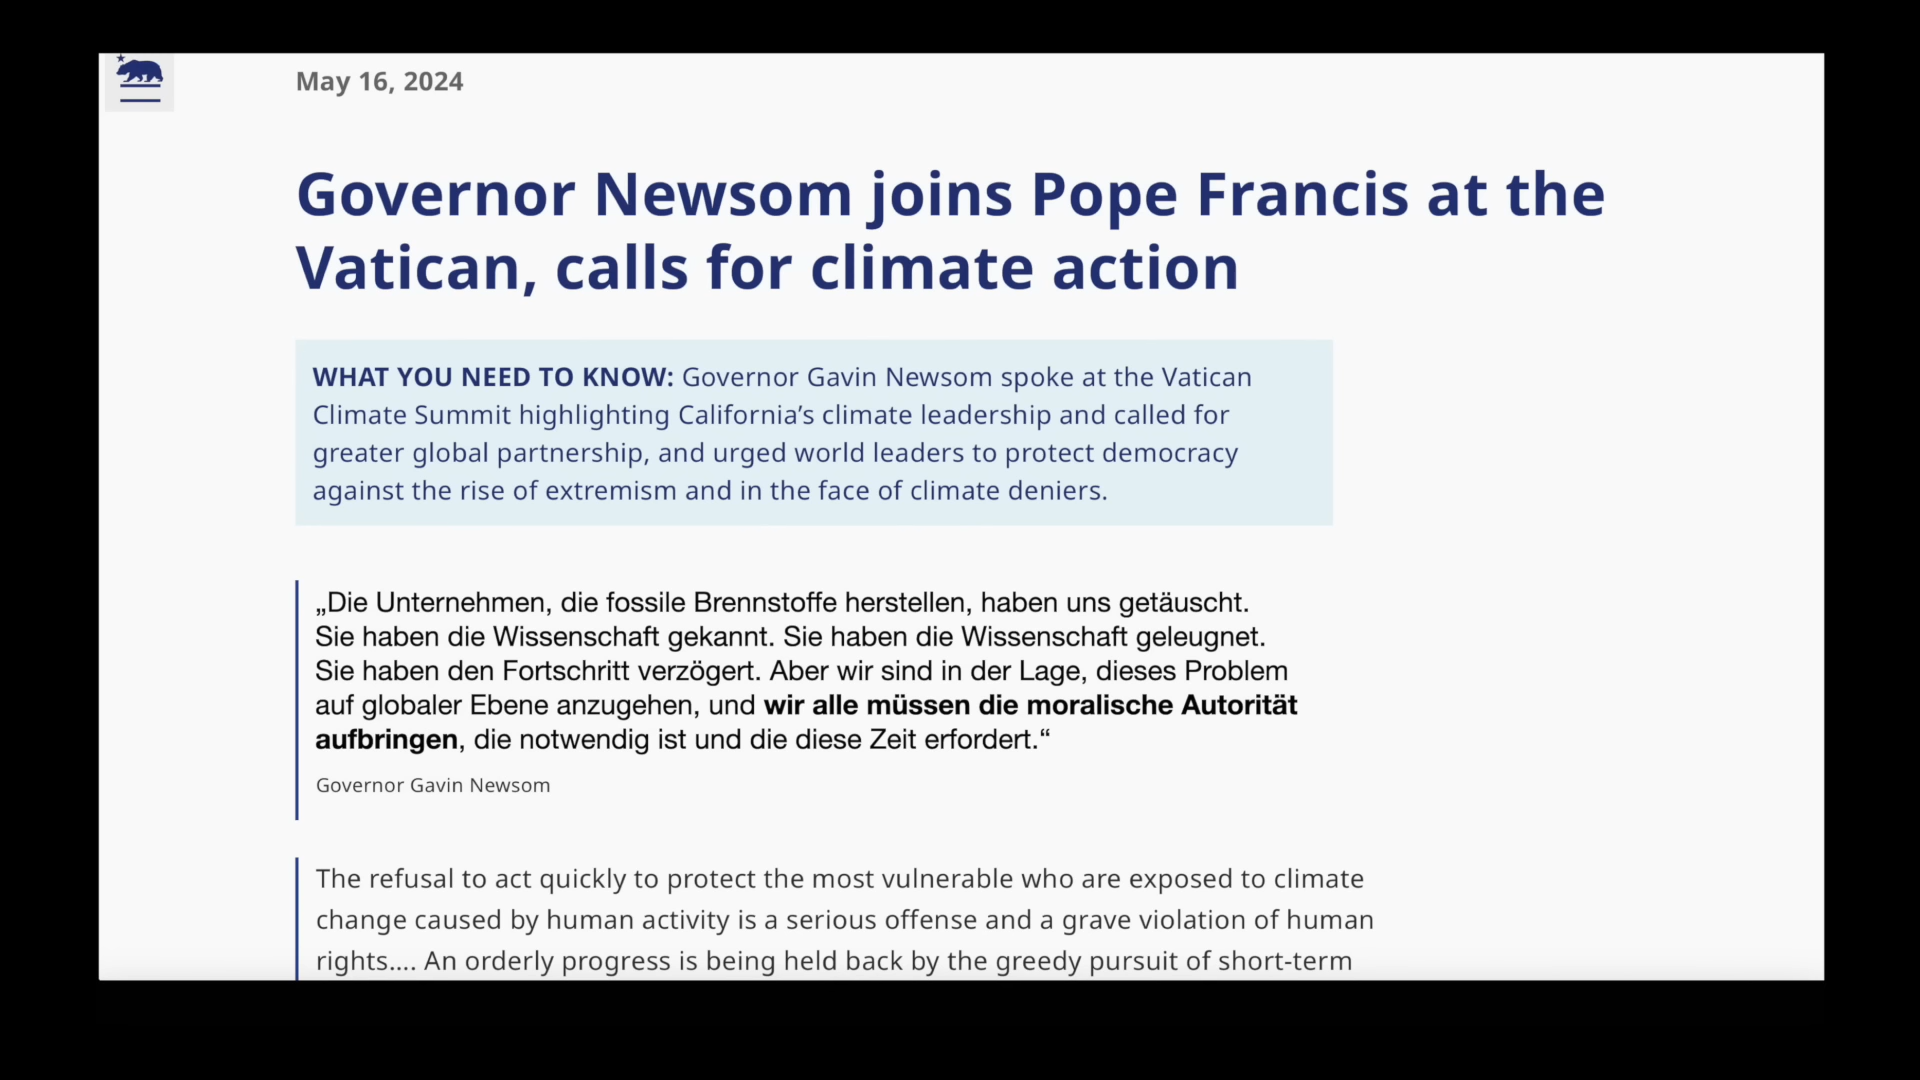 May 16, 2024
Governor Newsom joins Pope Francis at the
Vatican, calls for climate action
WHAT YOU NEED TO KNOW: Governor Gavin Newsom spoke at the Vatican
Climate Summit highlighting California’s climate leadership and called for
greater global partnership, and urged world leaders to protect democracy
against the rise of extremism and in the face of climate deniers.
„Die Unternehmen, die fossile Brennstoffe herstellen, haben uns getäuscht.
Sie haben die Wissenschaft gekannt. Sie haben die Wissenschaft geleugnet.
Sie haben den Fortschritt verzögert. Aber wir sind in der Lage, dieses Problem
auf globaler Ebene anzugehen, und wir alle müssen die moralische Autorität
aufbringen, die notwendig ist und die diese Zeit erfordert.“
Governor Gavin Newsom
The refusal to act quickly to protect the most vulnerable who are exposed to climate
change caused by human activity is a serious offense and a grave violation of human
rights…. An orderly progress is being held back by the greedy pursuit of short-term